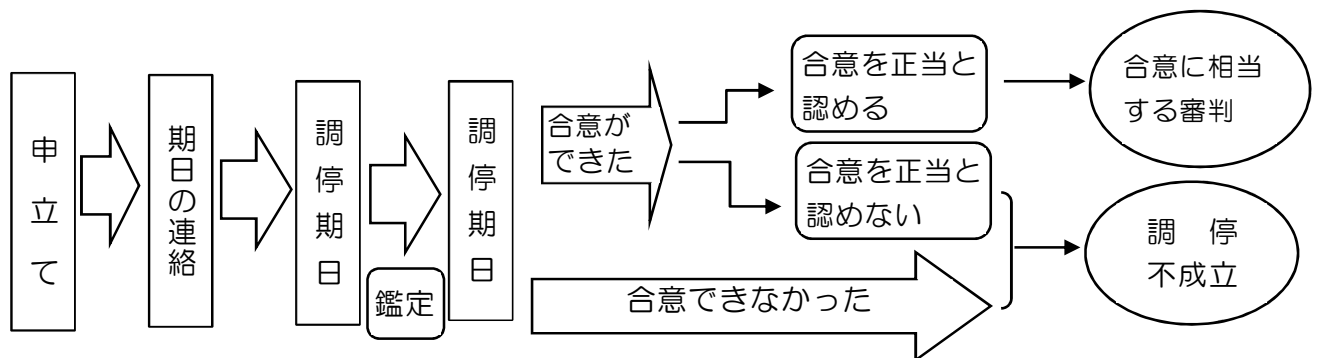 申立て
期日の連絡
調停期日
鑑定
調停期日
合意が
できた
合意を正当と
認める
合意に相当
する審判
合意を正当と
認めない
合意できなかった
調　停
不成立